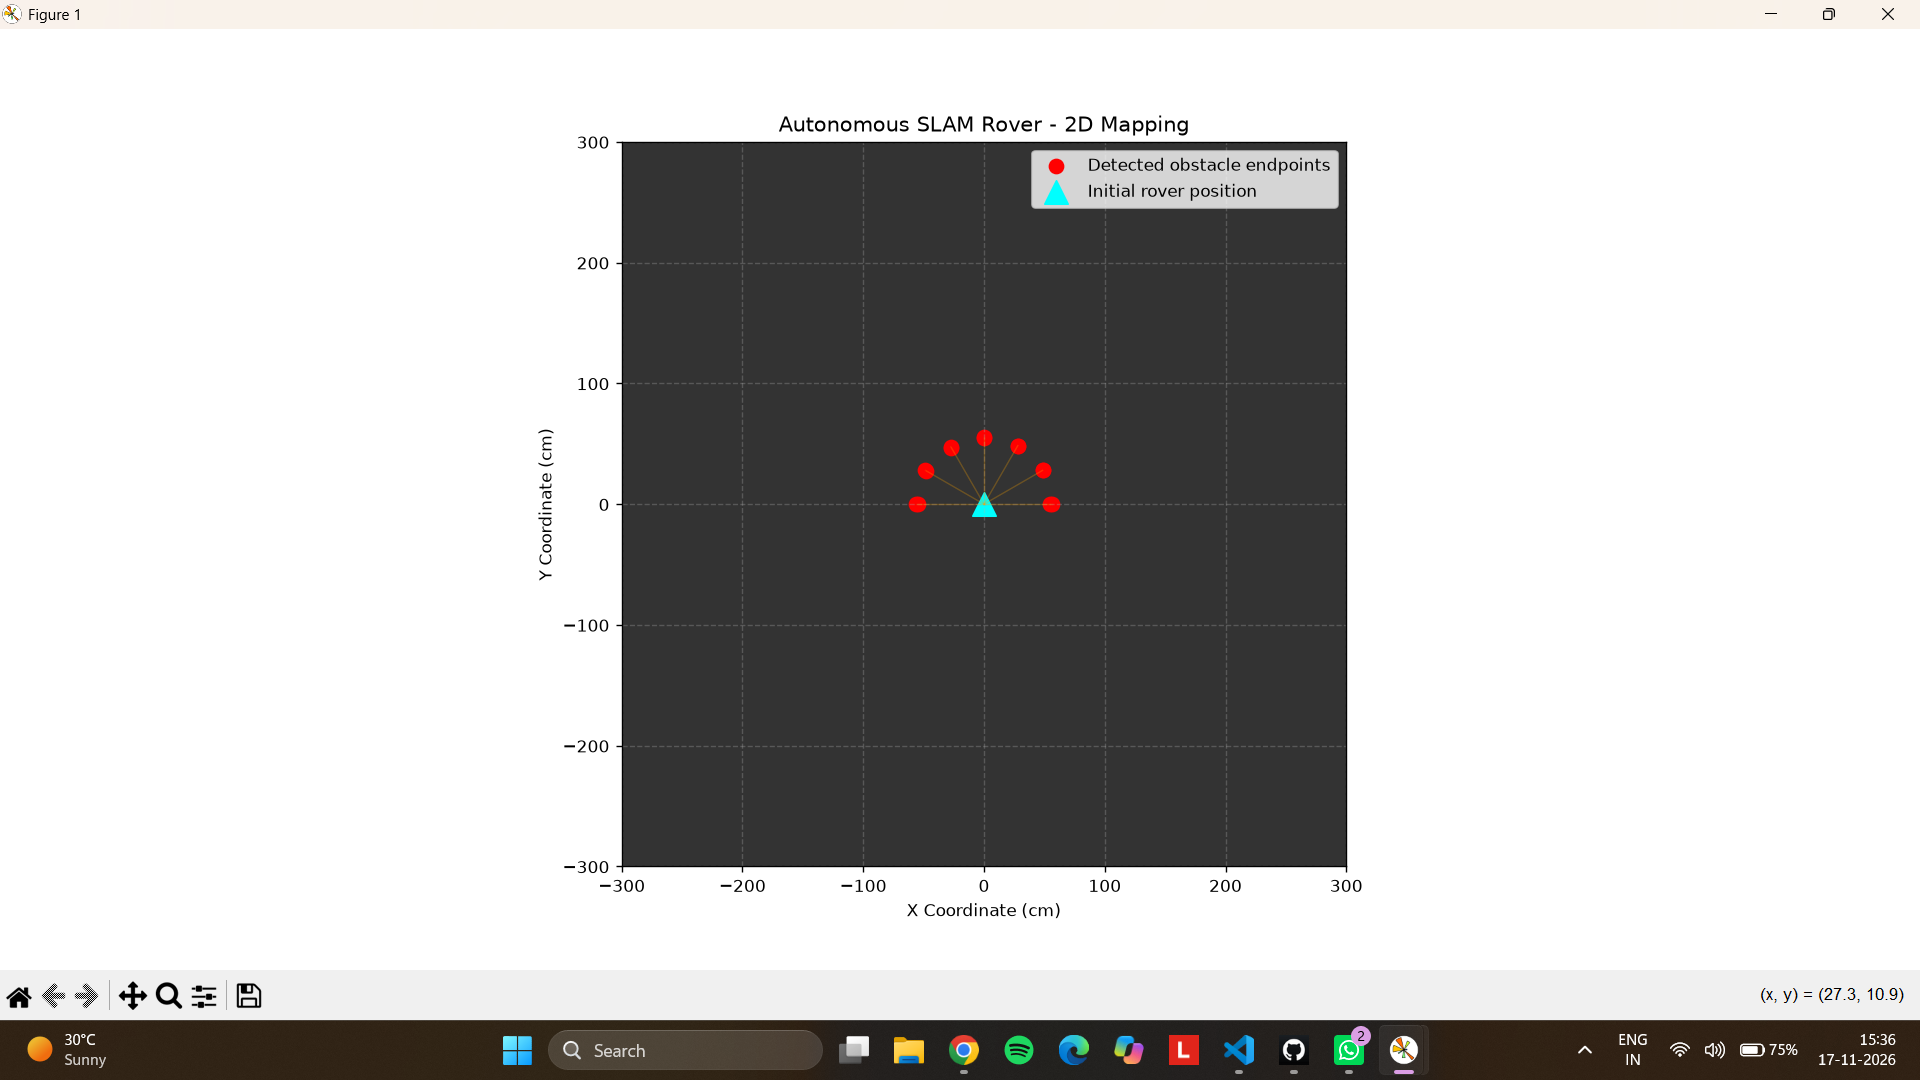 Figure 1
Autonomous SLAM Rover - 2D Mapping
Detected obstacle endpoints
Initial rover position
300
200
100
0
−100
−200
−300
Y Coordinate (cm)
−300
−200
−100
0
100
200
300
X Coordinate (cm)
(x, y) = (27.3, 10.9)
30°C
Sunny
Search
L
2
ENG
IN
75%
15:36
17-11-2026